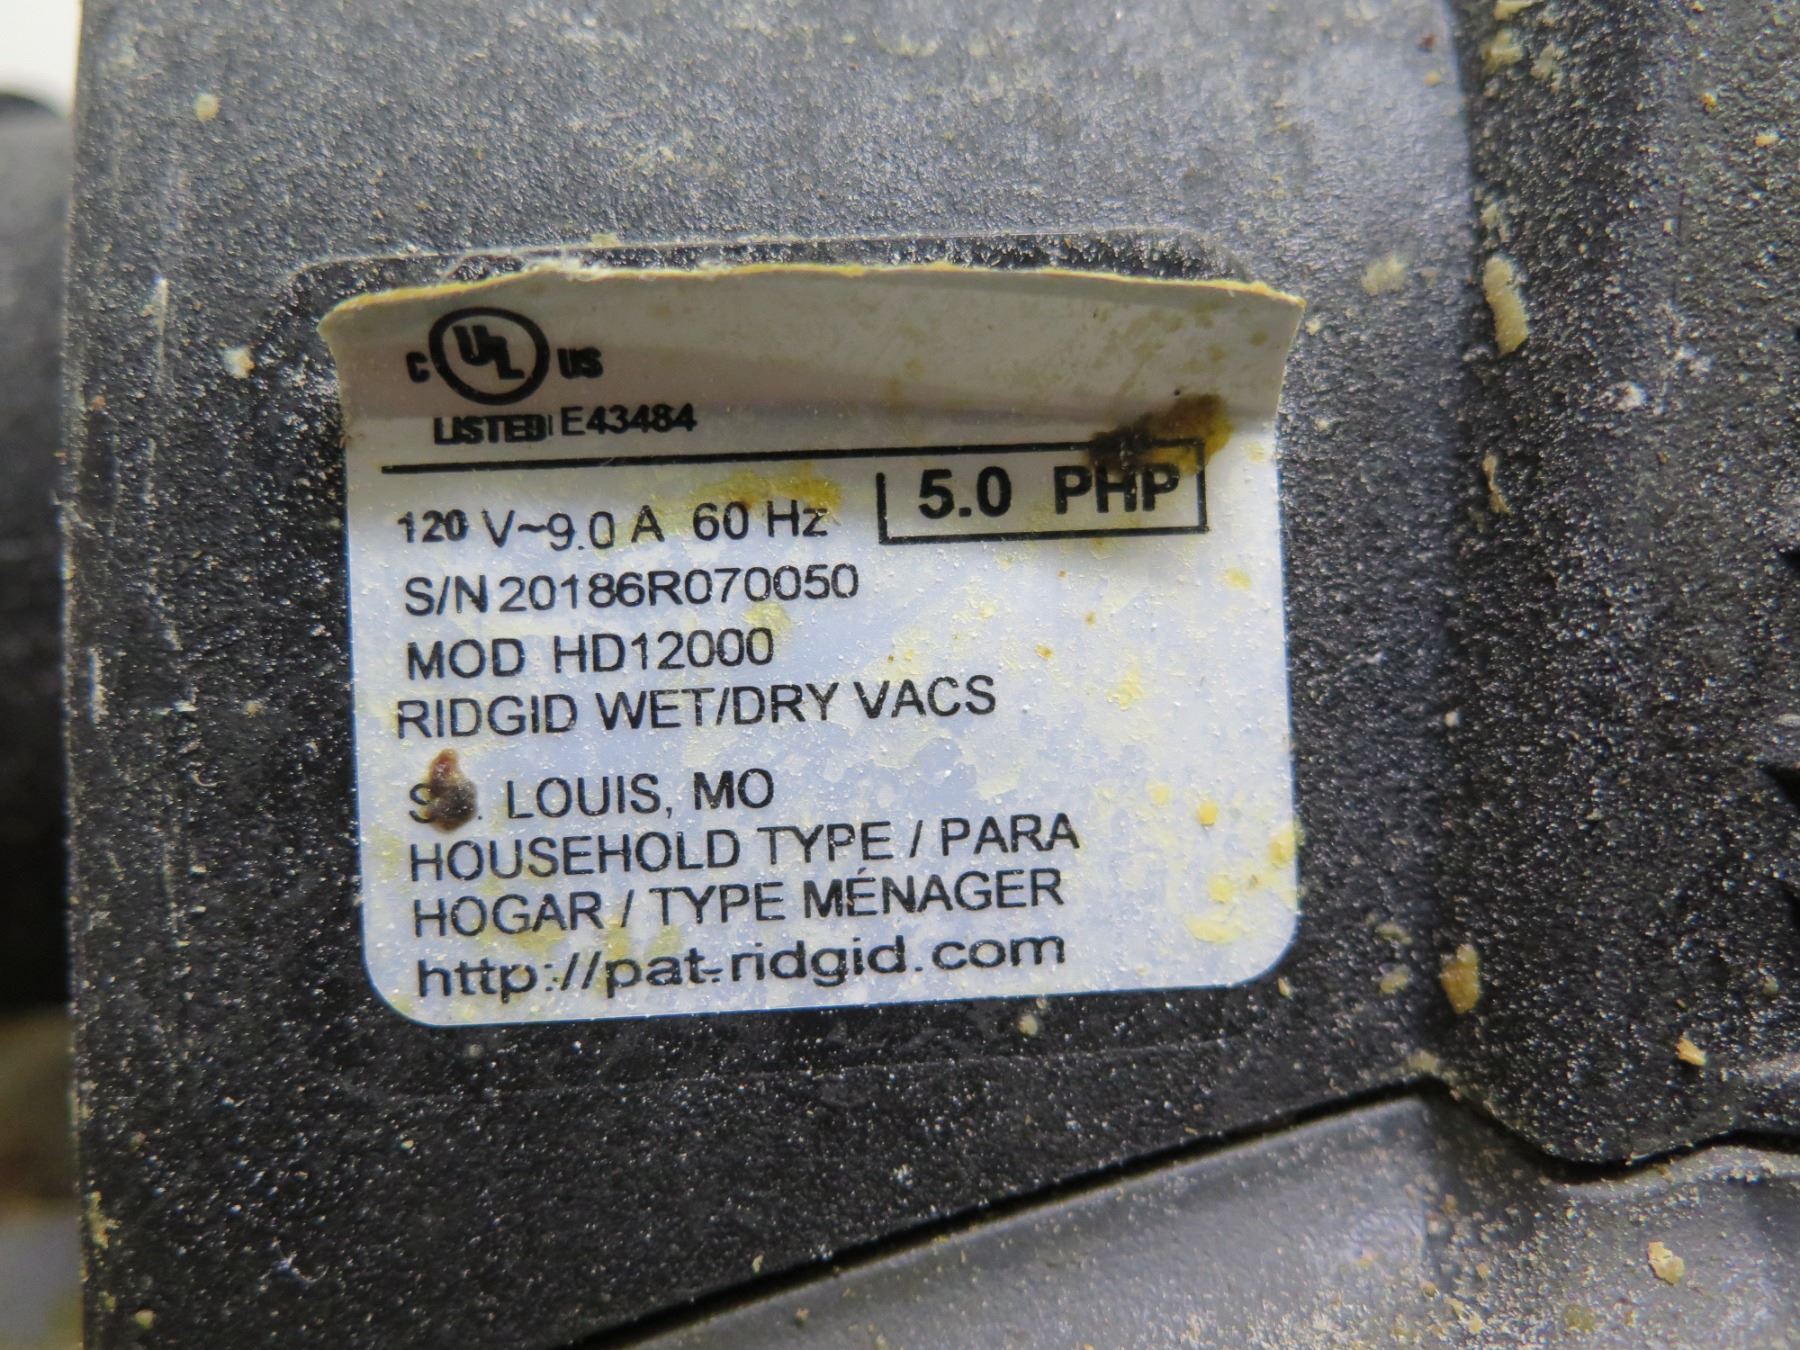 C UL US
LISTED E43484
120 V~9.0 A 60 Hz 5.0 PHP
S/N 20186R070050
MOD HD12000
RIDGID WET/DRY VACS
LOUIS, MO
HOUSEHOLD TYPE / PARA
HOGAR / TYPE MÉNAGER
http://pat-ridgid.com